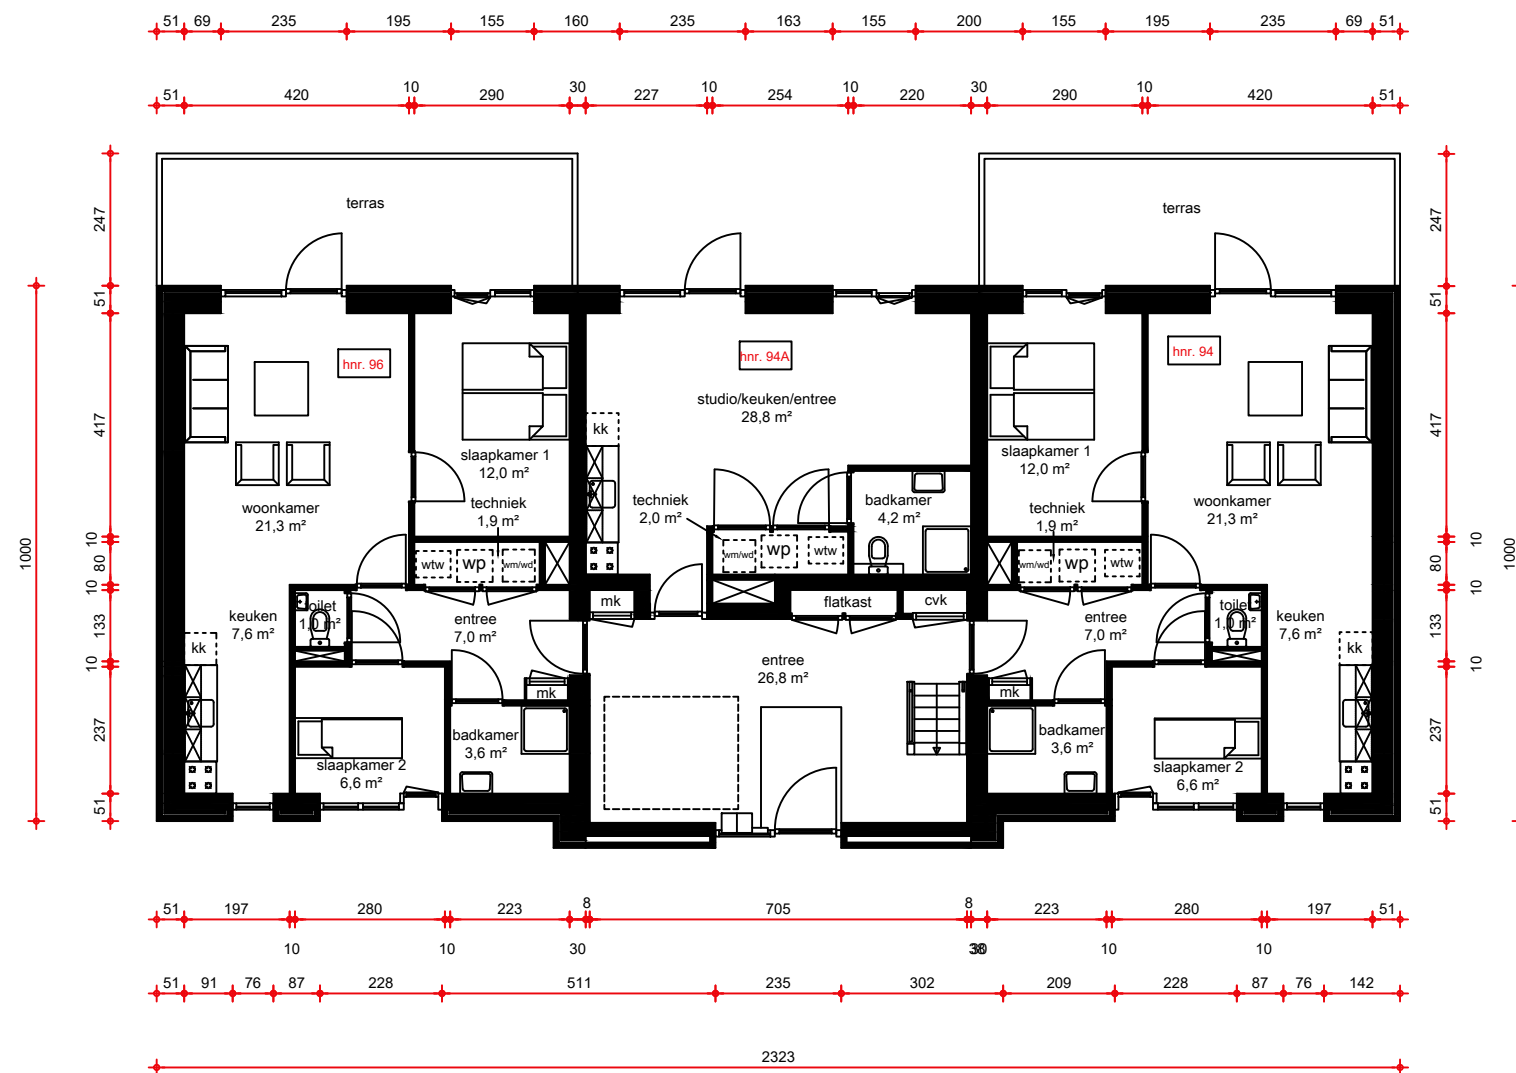 51 69 235 195 155 160 235 163 155 200 155 195 235 69 51
51 420 10 290 30 227 10 254 10 220 30 290 10 420 51
247
51
417
10
80
10
133
10
237
51
1000
terras
terras
247
51
417
10
80
10
133
10
237
51
1000
hnr. 96
hnr. 94A
hnr. 94
studio/keuken/entree
28,8 m²
kk
slaapkamer 1
12,0 m²
slaapkamer 1
12,0 m²
woonkamer
21,3 m²
techniek
1,9 m²
techniek
2,0 m²
badkamer
4,2 m²
techniek
1,9 m²
woonkamer
21,3 m²
wtw wp wm/wd
wm/wd wp wtw
wm/wd wp wtw
mk
flatkast
cvk
toilet
1,0 m²
keuken
7,6 m²
entree
7,0 m²
entree
7,0 m²
toilet
1,0 m²
keuken
7,6 m²
kk
kk
entree
26,8 m²
mk
mk
badkamer
3,6 m²
badkamer
3,6 m²
slaapkamer 2
6,6 m²
slaapkamer 2
6,6 m²
51 197 280 223 8 705 8 223 280 197 51
10 10 30 30 10 10
51 91 76 87 228 511 235 302 209 228 87 76 142
2323